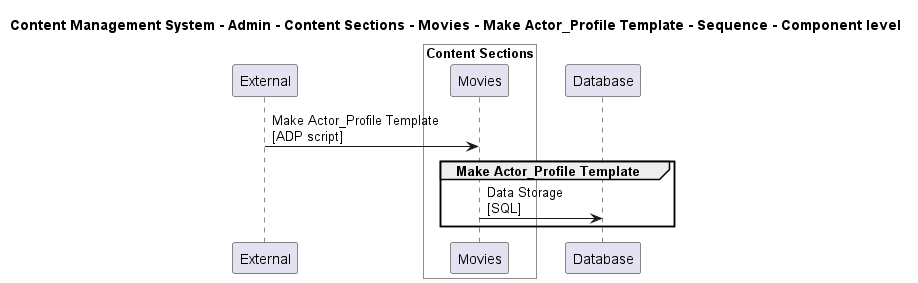 Content Management System - Admin - Content Sections - Movies - Make Actor_Profile Template - Sequence - Component level
Content Sections
External
Movies
Database
Make Actor_Profile Template
[ADP script]
Make Actor_Profile Template
Data Storage
[SQL]
External
Movies
Database